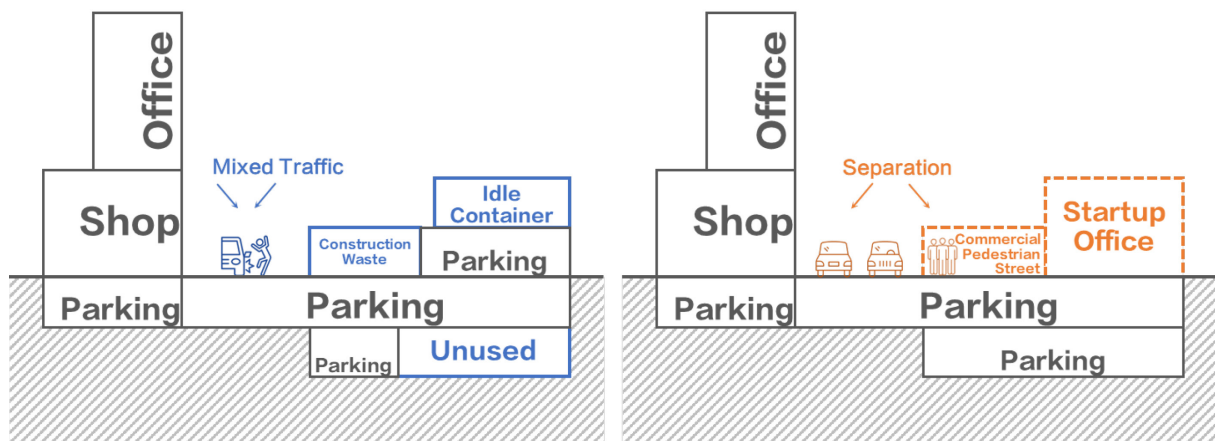 Office
Mixed Traffic
Shop
Idle
Container
Construction
Waste
Parking
Parking
Parking
Parking
Unused
Office
Separation
Shop
Startup
Office
Commercial
Pedestrian
Street
Parking
Parking
Parking